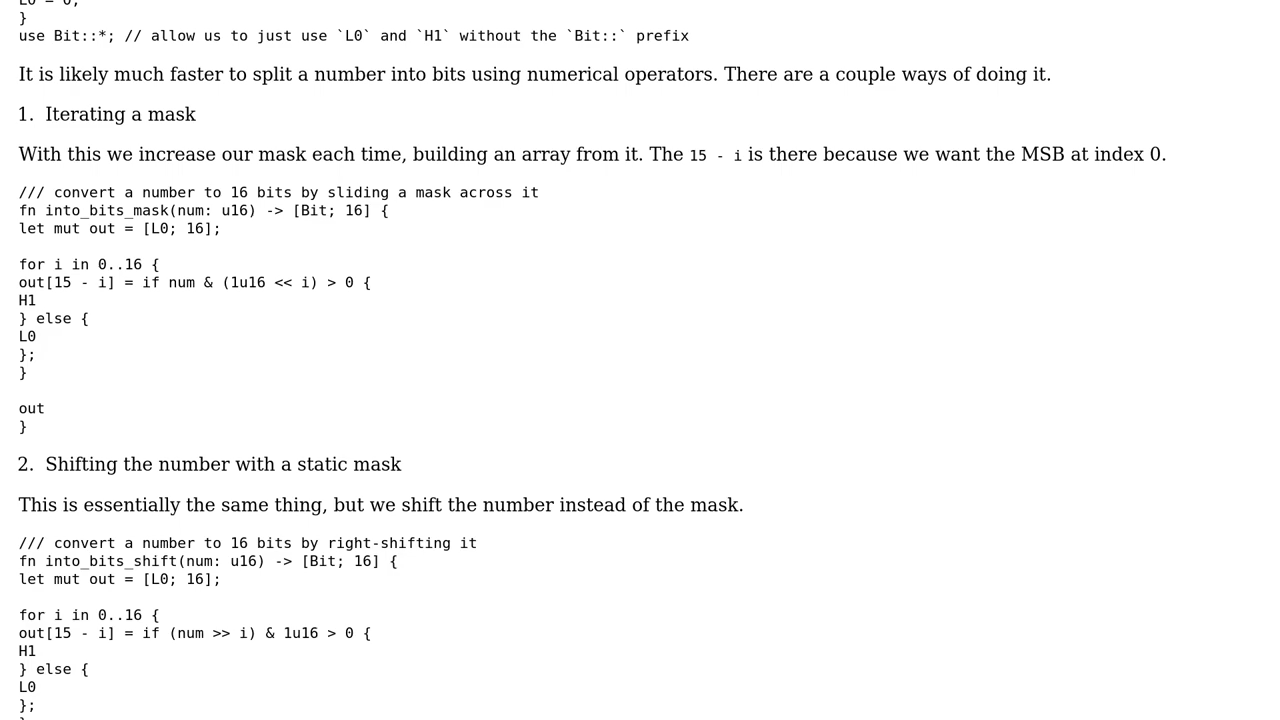 L0 = 0,
}
use Bit::*; // allow us to just use `L0` and `H1` without the `Bit::` prefix
It is likely much faster to split a number into bits using numerical operators. There are a couple ways of doing it.
1. Iterating a mask
With this we increase our mask each time, building an array from it. The 15 - i is there because we want the MSB at index 0.
/// convert a number to 16 bits by sliding a mask across it
fn into_bits_mask(num: u16) -> [Bit; 16] {
let mut out = [L0; 16];
for i in 0..16 {
out[15 - i] = if num & (1u16 << i) > 0 {
H1
} else {
L0
};
}
out
}
2. Shifting the number with a static mask
This is essentially the same thing, but we shift the number instead of the mask.
/// convert a number to 16 bits by right-shifting it
fn into_bits_shift(num: u16) -> [Bit; 16] {
let mut out = [L0; 16];
for i in 0..16 {
out[15 - i] = if (num >> i) & 1u16 > 0 {
H1
} else {
L0
};
}